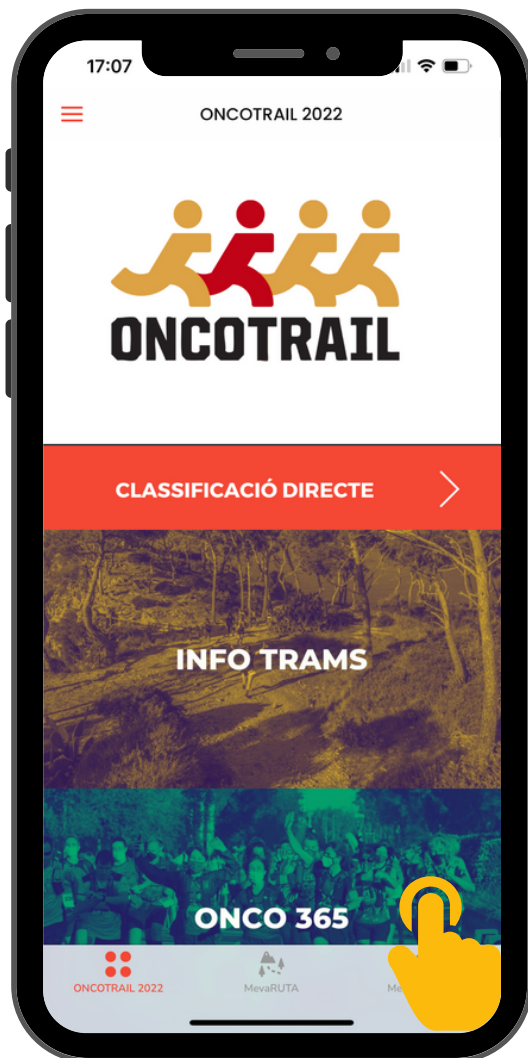 17:07
ONCOTRAIL 2022
ONCOTRAIL
CLASSIFICACIÓ DIRECTE
INFO TRAMS
ONCO 365
ONCOTRAIL 2022
MevaRUTA